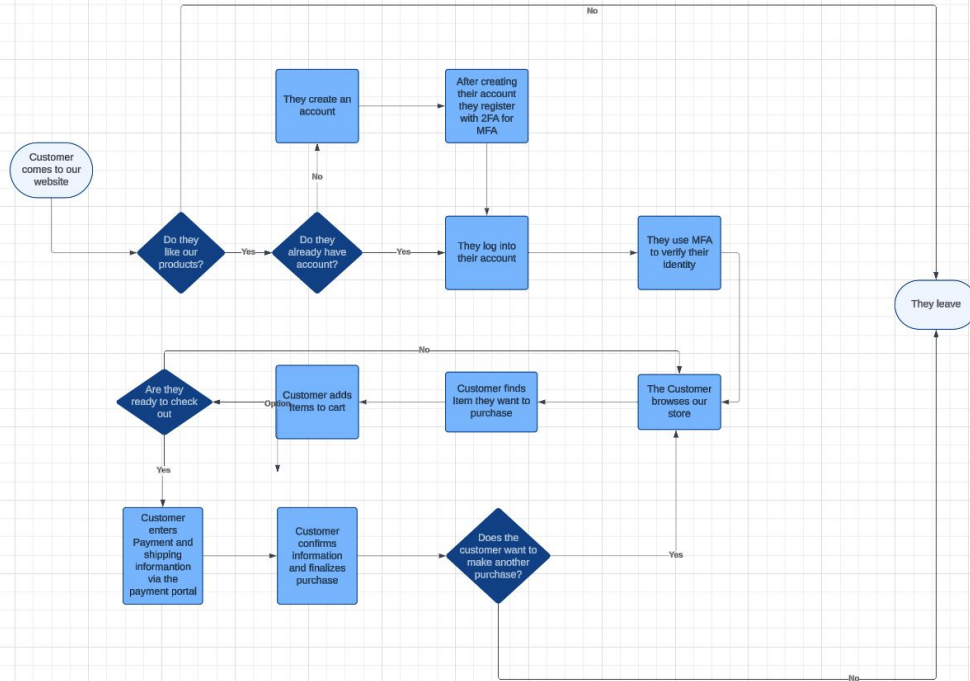 No
They create an
account
After creating
their account
they register
with 2FA for
MFA
Customer
comes to our
website
No
Do they
like our
products?
Yes
Do they
already have
account?
Yes
They log into
their account
They use MFA
to verify their
identity
They leave
No
Are they
ready to check
out
Option
Customer adds
Items to cart
Customer finds
Item they want to
purchase
The Customer
browses our
store
Yes
Customer
enters
Payment and
shipping
informantion
via the
payment portal
Customer
confirms
information
and finalizes
purchase
Does the
customer want to
make another
purchase?
Yes
No